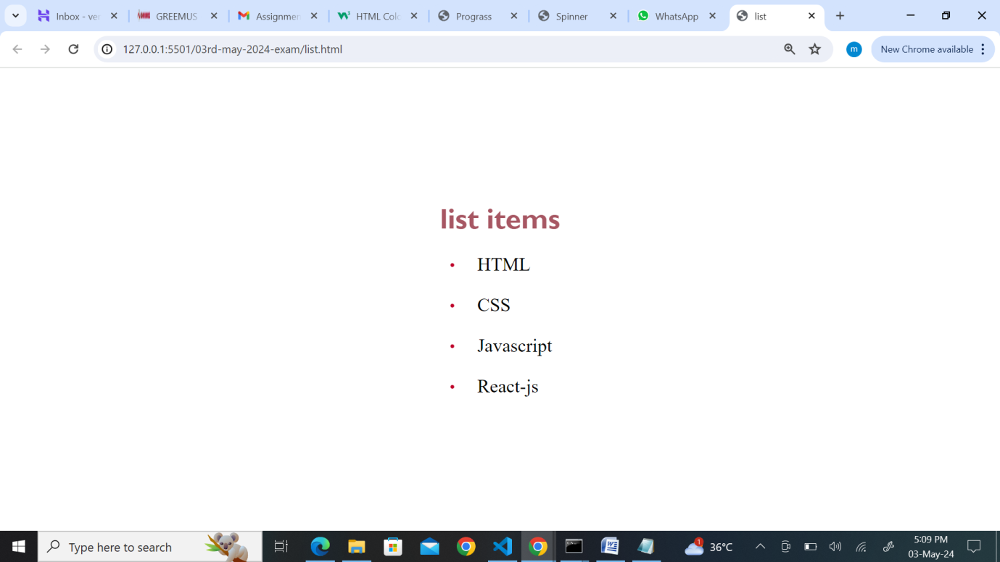 Inbox - ver
GREEMUS
Assignmen
HTML Colo
Prograss
Spinner
WhatsApp
list
127.0.0.1:5501/03rd-may-2024-exam/list.html
m
New Chrome available
list items
• HTML
• CSS
• Javascript
• React-js
Type here to search
1
36°C
5:09 PM
03-May-24